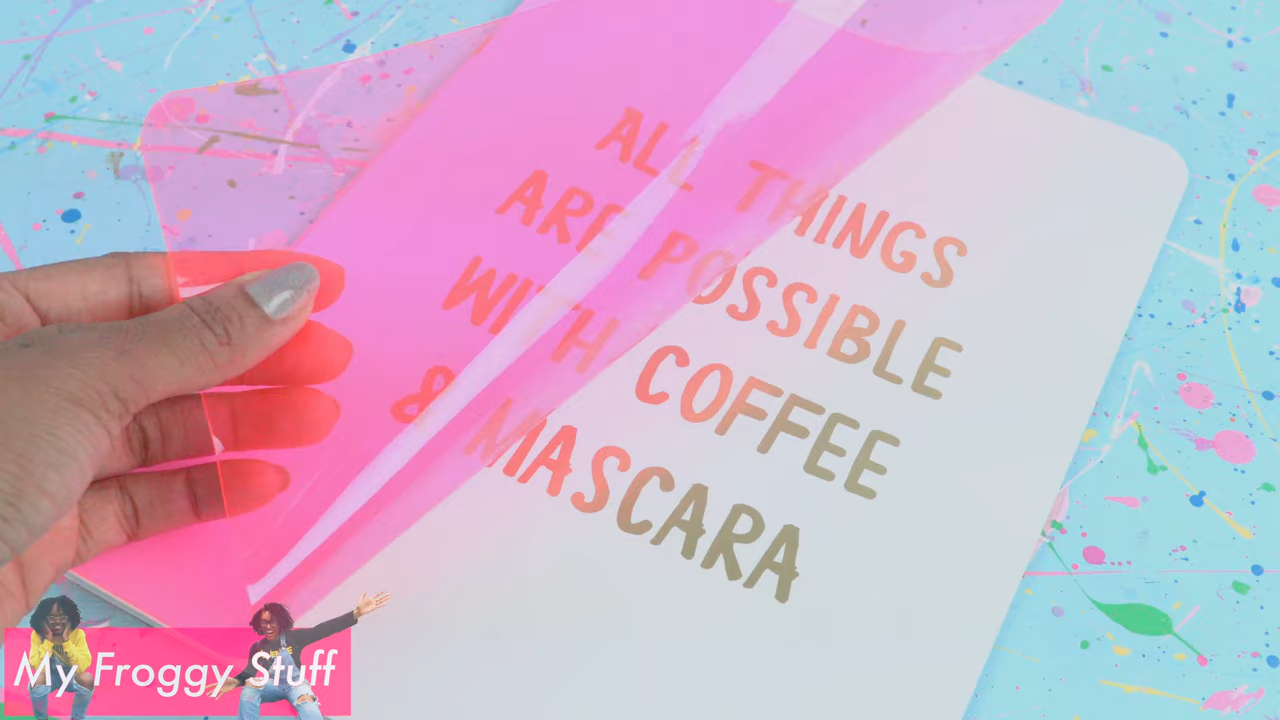 ALL THINGS
ARE POSSIBLE
WITH COFFEE
& MASCARA
My Froggy Stuff